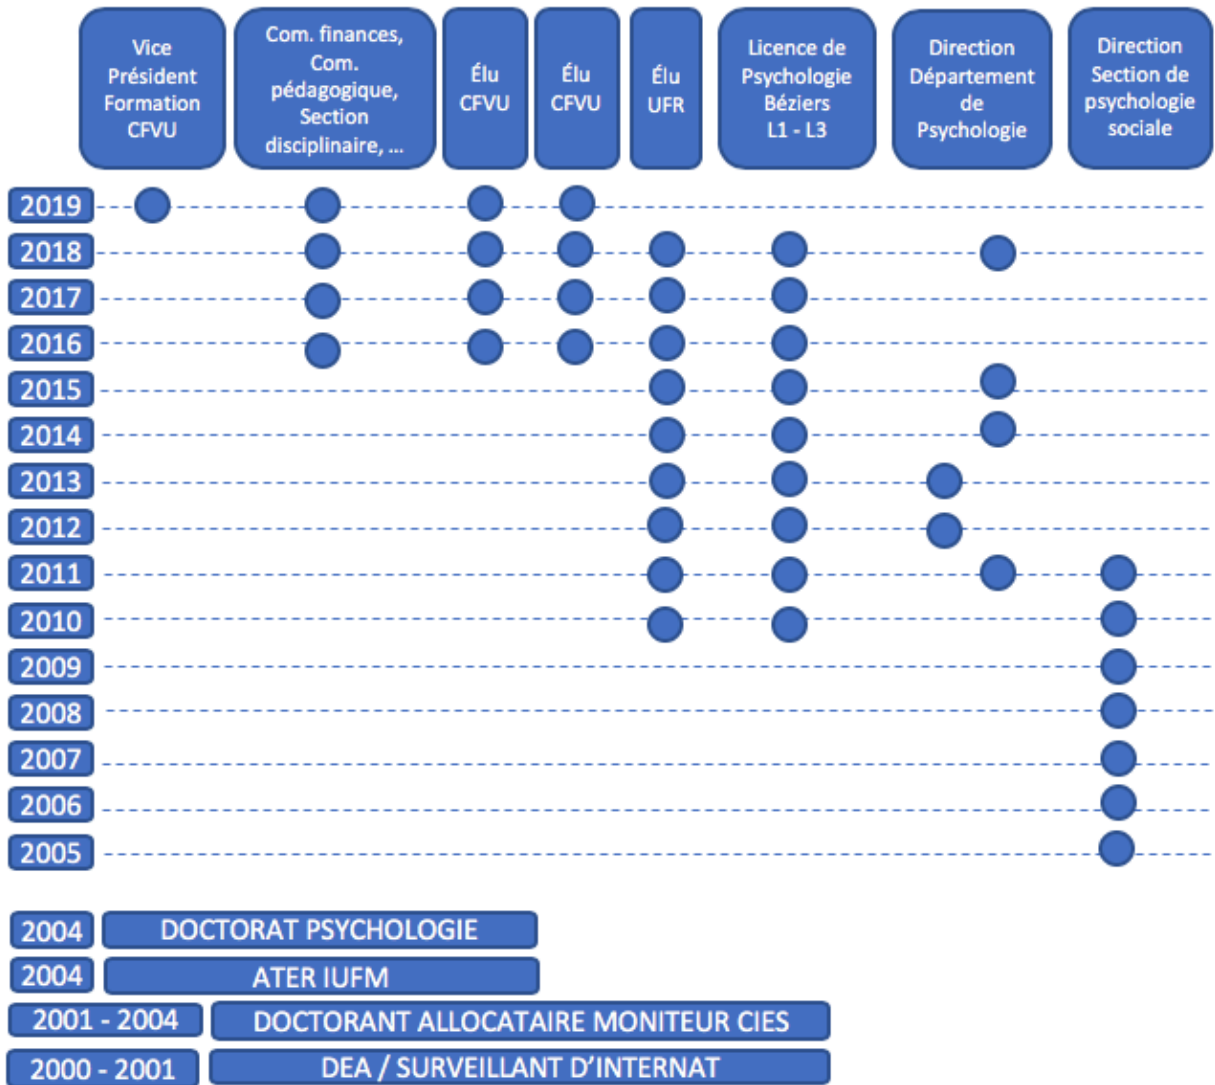 Vice
Président
Formation
CFVU
Com. finances,
Com.
pédagogique,
Section
disciplinaire, ...
Élu
CFVU
Élu
CFVU
Élu
UFR
Licence de
Psychologie
Béziers
L1 - L3
Direction
Département
de
Psychologie
Direction
Section de
psychologie
sociale
2019
2018
2017
2016
2015
2014
2013
2012
2011
2010
2009
2008
2007
2006
2005
2004 DOCTORAT PSYCHOLOGIE
2004 ATER IUFM
2001 - 2004 DOCTORANT ALLOCATAIRE MONITEUR CIES
2000 - 2001 DEA / SURVEILLANT D'INTERNAT